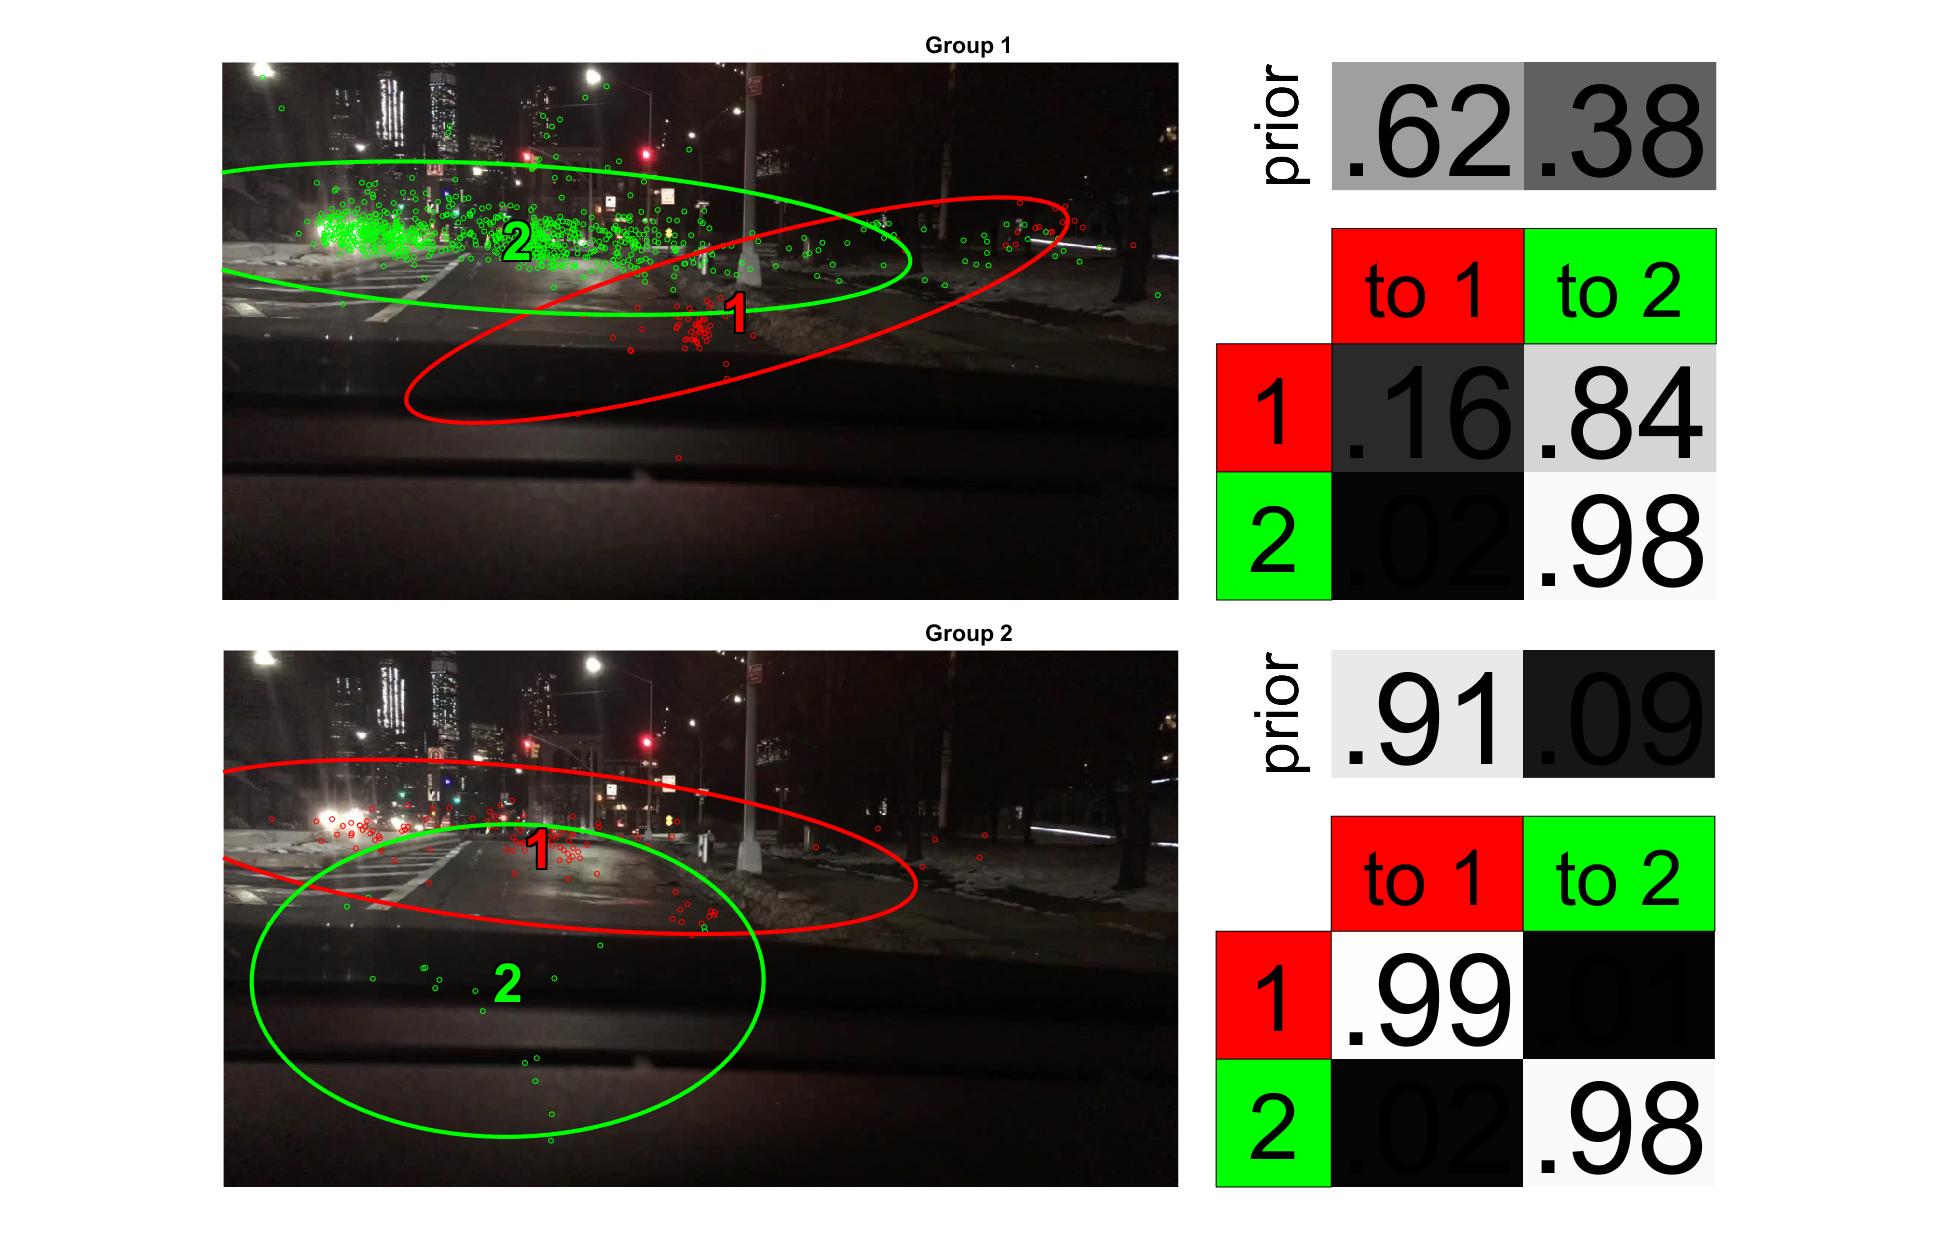 Group 1
2
1
prior
.62 .38
to 1 to 2
1 .16 .84
2 .02 .98
Group 2
1
2
prior
.91 .09
to 1 to 2
1 .99 .01
2 .02 .98